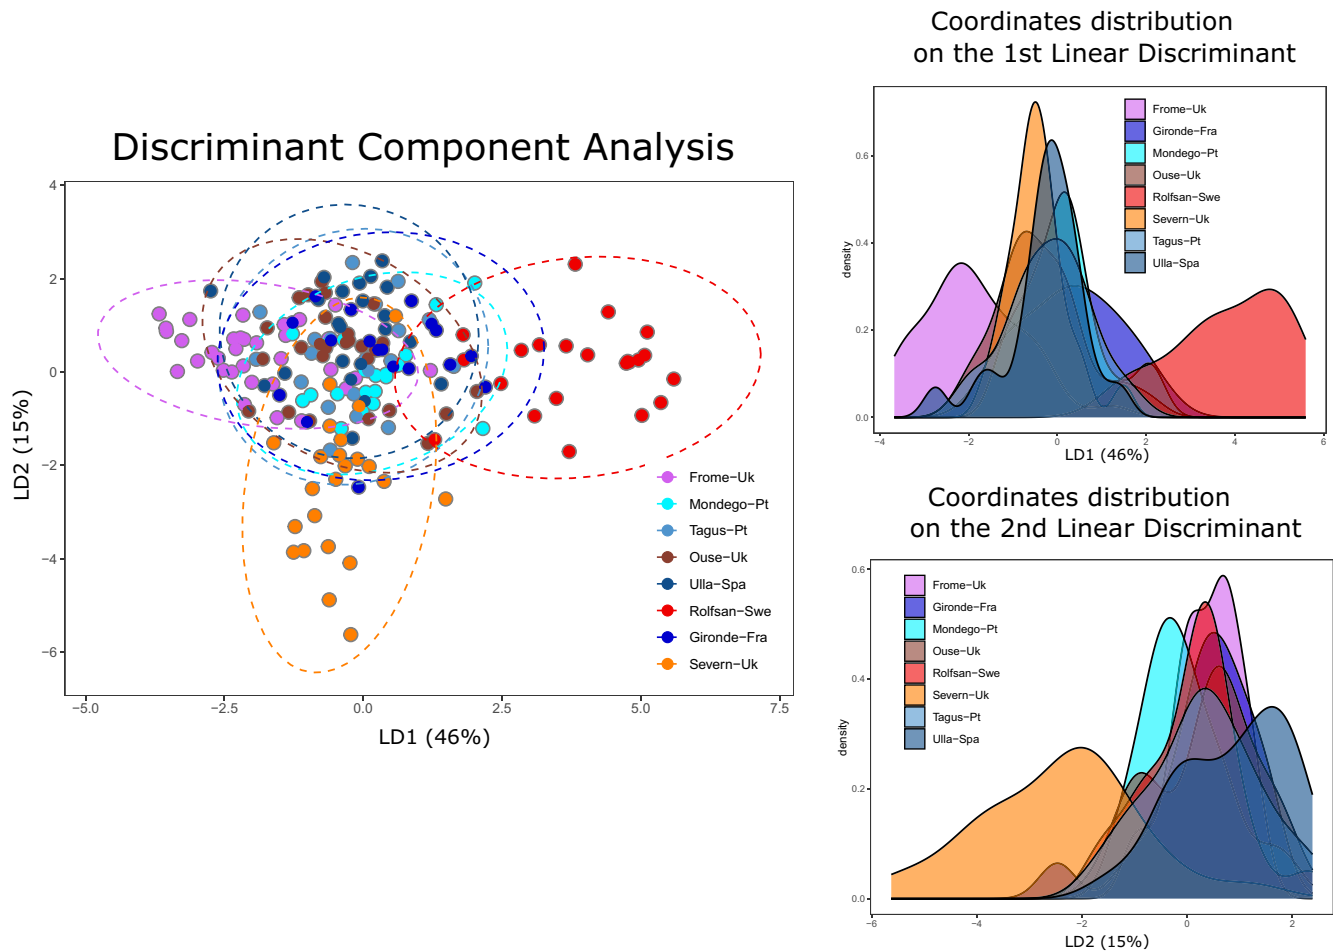 Discriminant Component Analysis
4
2
0
−2
−4
−6
LD2 (15%)
−5.0
−2.5
0.0
2.5
5.0
7.5
LD1 (46%)
Frome−Uk
Mondego−Pt
Tagus−Pt
Ouse−Uk
Ulla−Spa
Rolfsan−Swe
Gironde−Fra
Severn−Uk
Coordinates distribution
on the 1st Linear Discriminant
0.6
0.4
0.2
0.0
density
−4
−2
0
2
4
6
LD1 (46%)
Frome−Uk
Gironde−Fra
Mondego−Pt
Ouse−Uk
Rolfsan−Swe
Severn−Uk
Tagus−Pt
Ulla−Spa
Coordinates distribution
on the 2nd Linear Discriminant
0.6
0.4
0.2
0.0
density
−6
−4
−2
0
2
LD2 (15%)
Frome−Uk
Gironde−Fra
Mondego−Pt
Ouse−Uk
Rolfsan−Swe
Severn−Uk
Tagus−Pt
Ulla−Spa